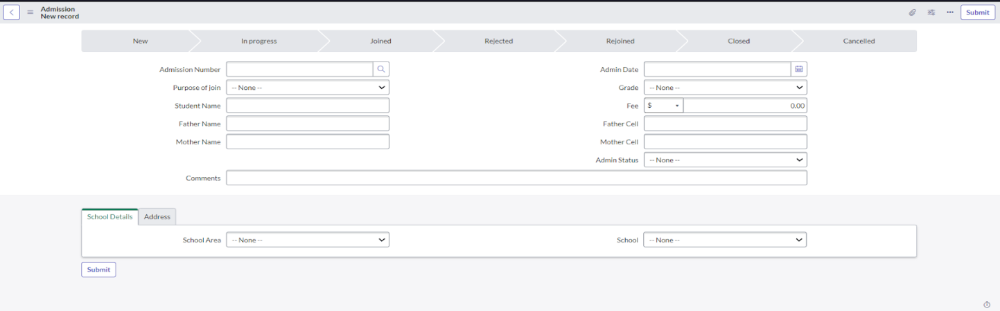 Admission
New record
Submit
New In progress Joined Rejected Rejoined Closed Cancelled
Admission Number
Admin Date
Purpose of join -- None --
Grade -- None --
Student Name
Fee $ 0.00
Father Name
Father Cell
Mother Name
Mother Cell
Admin Status -- None --
Comments
School Details Address
School Area -- None --
School -- None --
Submit